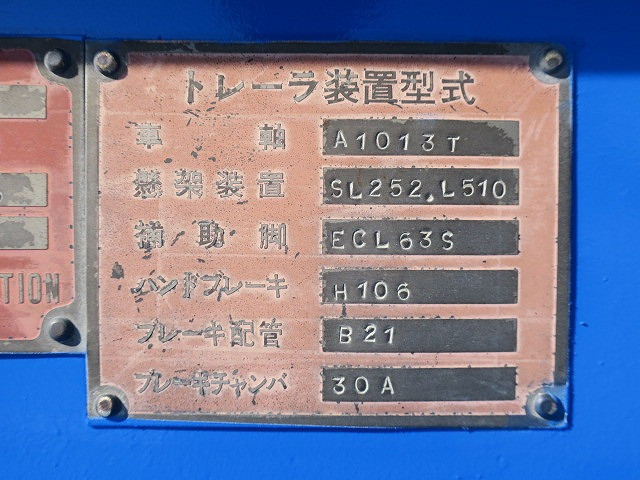 トレーラ装置型式
車軸 A1013T
懸架装置 SL252.L510
補助脚 ECL63S
ハンドブレーキ H106
ブレーキ配管 B21
ブレーキチャンバ 30A
TION